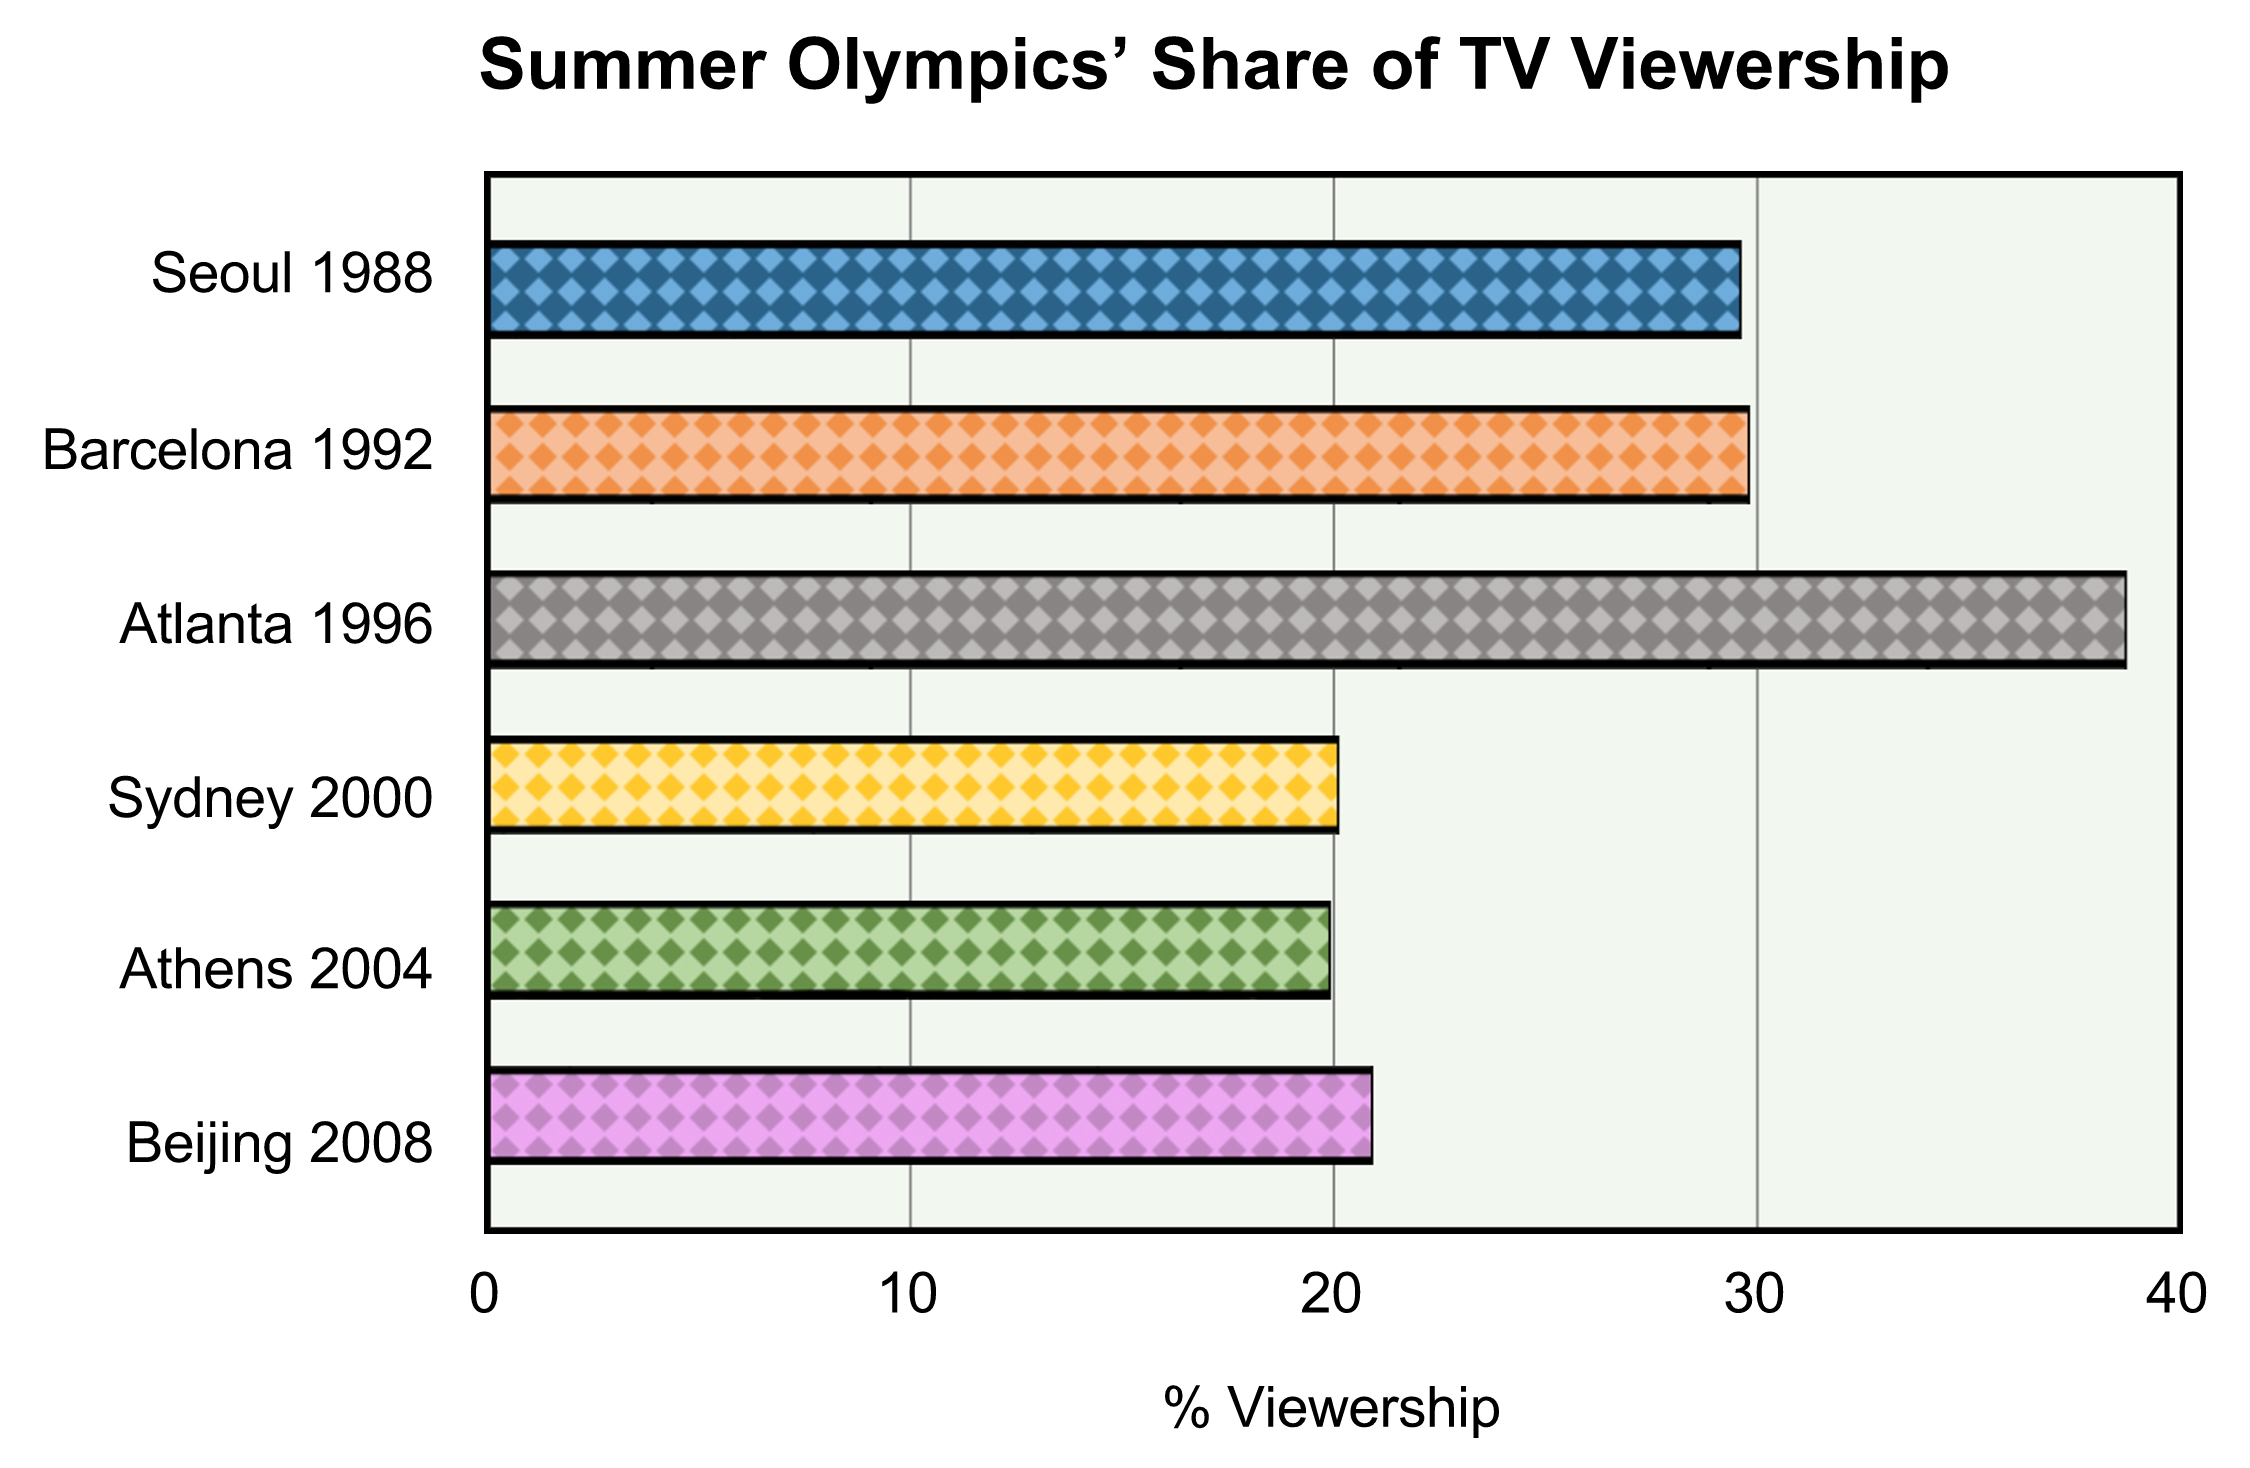 Summer Olympics’ Share of TV Viewership
Seoul 1988
Barcelona 1992
Atlanta 1996
Sydney 2000
Athens 2004
Beijing 2008
0 10 20 30 40
% Viewership